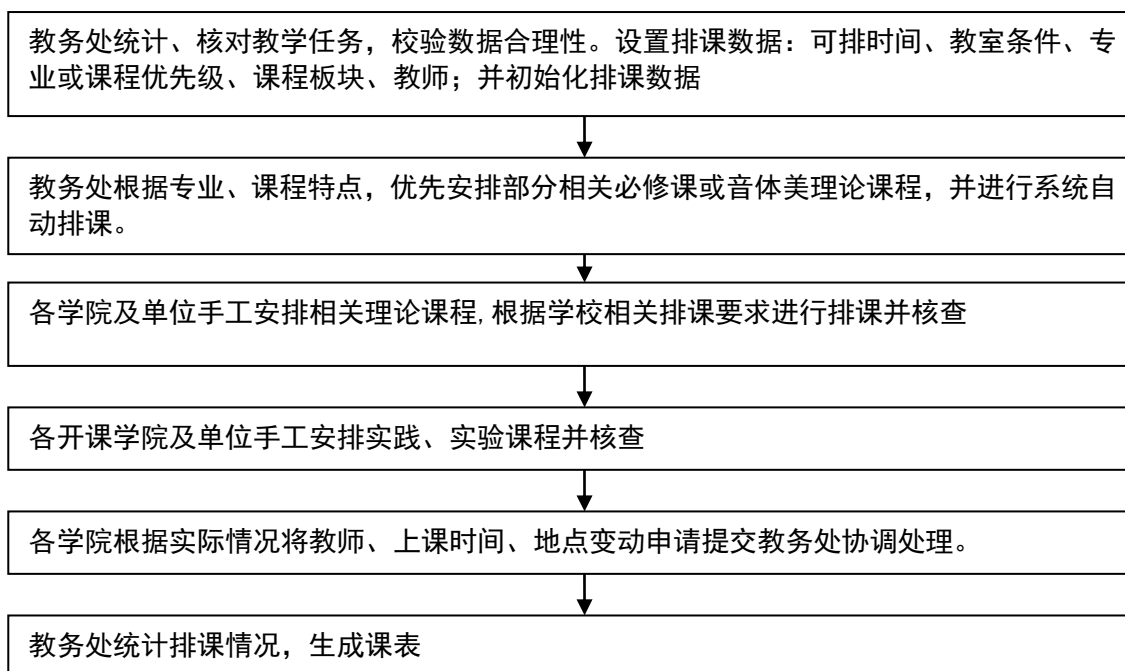 教务处统计、核对教学任务，校验数据合理性。设置排课数据：可排时间、教室条件、专
业或课程优先级、课程板块、教师；并初始化排课数据
教务处根据专业、课程特点，优先安排部分相关必修课或音体美理论课程，并进行系统自
动排课。
各学院及单位手工安排相关理论课程,根据学校相关排课要求进行排课并核查
各开课学院及单位手工安排实践、实验课程并核查
各学院根据实际情况将教师、上课时间、地点变动申请提交教务处协调处理。
教务处统计排课情况，生成课表